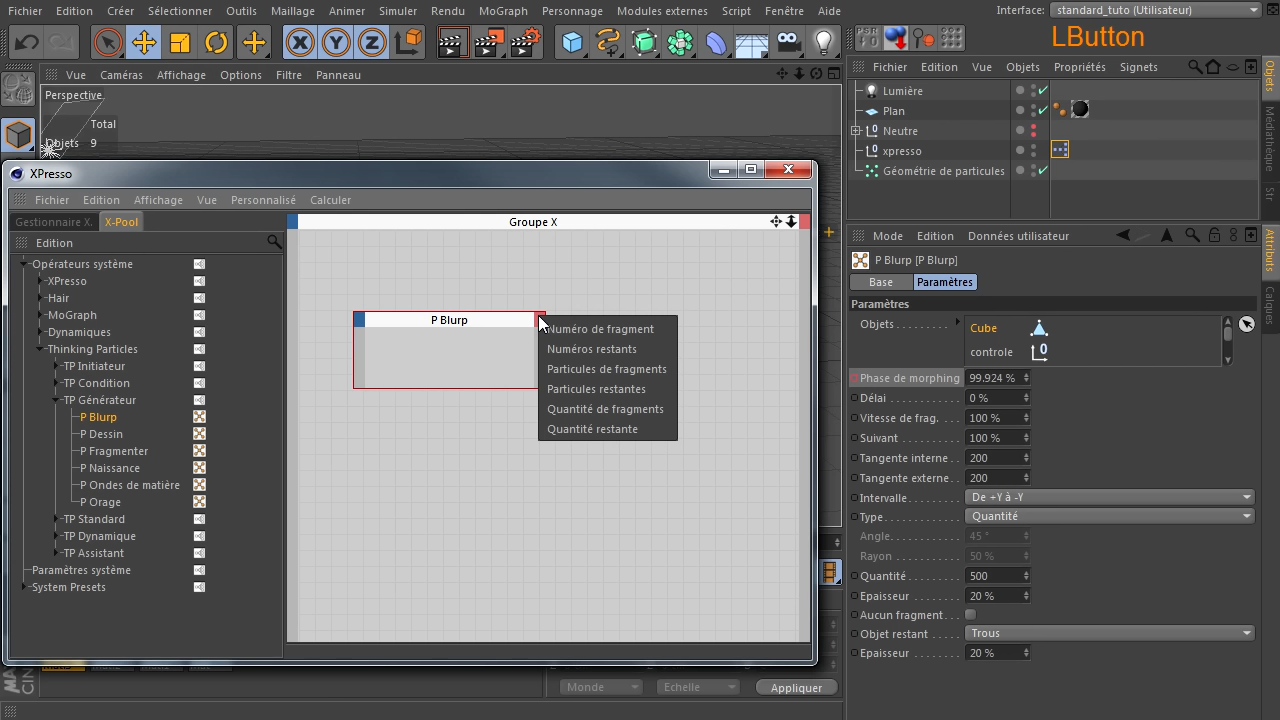 Fichier Edition Créer Sélectionner Outils Maillage Animer Simuler Rendu MoGraph Personnage Modules externes Script Fenêtre Aide
Interface: standard_tuto (Utilisateur)
LButton
X Y Z
PSR
Vue Caméras Affichage Options Filtre Panneau
Perspective
Total
Objets 9
Fichier Edition Vue Objets Propriétés Signets
Lumière
Plan
Neutre
xpresso
Géométrie de particules
Objets
Médiathèque
Str
XPresso
Fichier Edition Affichage Vue Personnalisé Calculer
Gestionnaire X. X-Pool
Edition
Opérateurs système
XPresso
Hair
MoGraph
Dynamiques
Thinking Particles
TP Initiateur
TP Condition
TP Générateur
P Blurp
P Dessin
P Fragmenter
P Naissance
P Ondes de matière
P Orage
TP Standard
TP Dynamique
TP Assistant
Paramètres système
System Presets
Groupe X
P Blurp
Numéro de fragment
Numéros restants
Particules de fragments
Particules restantes
Quantité de fragments
Quantité restante
Mode Edition Données utilisateur
P Blurp [P Blurp]
Base Paramètres
Paramètres
Objets
Cube
controle
Phase de morphing 99.924 %
Délai 0 %
Vitesse de frag. 100 %
Suivant 100 %
Tangente interne 200
Tangente externe 200
Intervalle De +Y à -Y
Type Quantité
Angle 45 °
Rayon 50 %
Quantité 500
Epaisseur 20 %
Aucun fragment
Objet restant Trous
Epaisseur 20 %
Attributs
Calques
Monde Echelle Appliquer